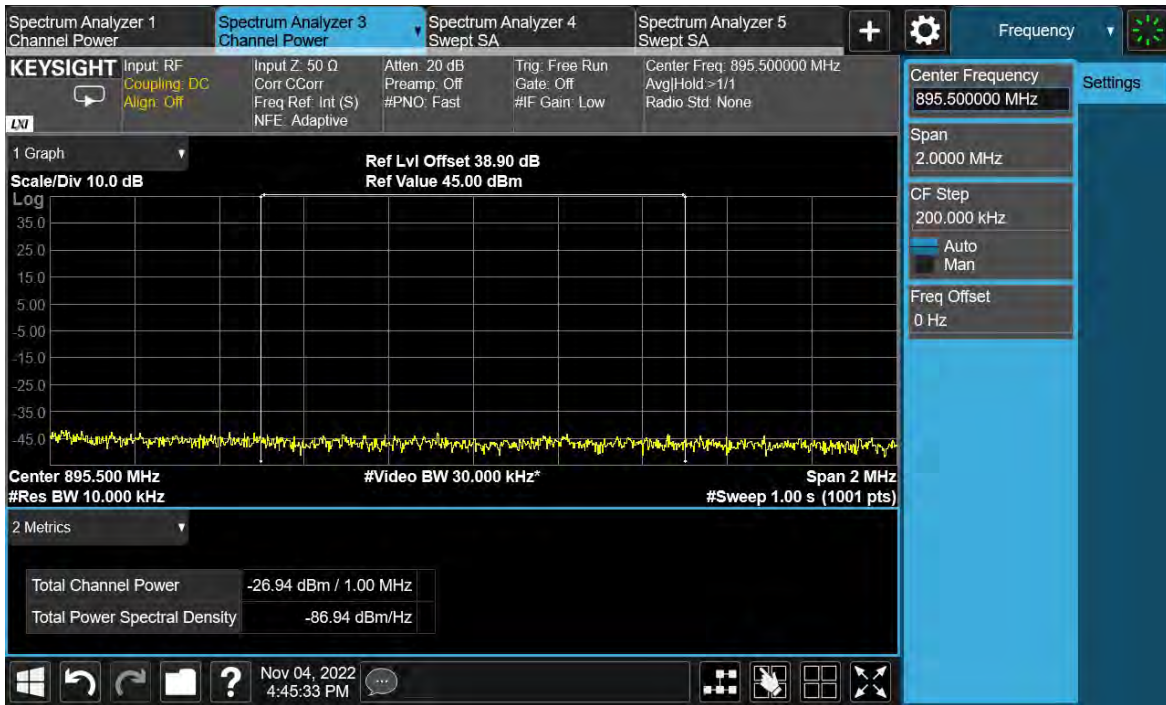 Spectrum Analyzer 1
Channel Power
Spectrum Analyzer 3
Channel Power
Spectrum Analyzer 4
Swept SA
Spectrum Analyzer 5
Swept SA
+
Frequency
KEYSIGHT
LXI
Input: RF
Coupling: DC
Align: Off
Input Z: 50 Ω
Corr CCorr
Freq Ref: Int (S)
NFE: Adaptive
Atten: 20 dB
Preamp: Off
#PNO: Fast
Trig: Free Run
Gate: Off
#IF Gain: Low
Center Freq: 895.500000 MHz
Avg|Hold:>1/1
Radio Std: None
Center Frequency
895.500000 MHz
Settings
Span
2.0000 MHz
CF Step
200.000 kHz
Auto
Man
Freq Offset
0 Hz
1 Graph
Scale/Div 10.0 dB
Ref Lvl Offset 38.90 dB
Ref Value 45.00 dBm
Log
35.0
25.0
15.0
5.00
-5.00
-15.0
-25.0
-35.0
-45.0
Center 895.500 MHz
#Video BW 30.000 kHz*
Span 2 MHz
#Res BW 10.000 kHz
#Sweep 1.00 s (1001 pts)
2 Metrics
Total Channel Power -26.94 dBm / 1.00 MHz
Total Power Spectral Density -86.94 dBm/Hz
?
Nov 04, 2022
4:45:33 PM